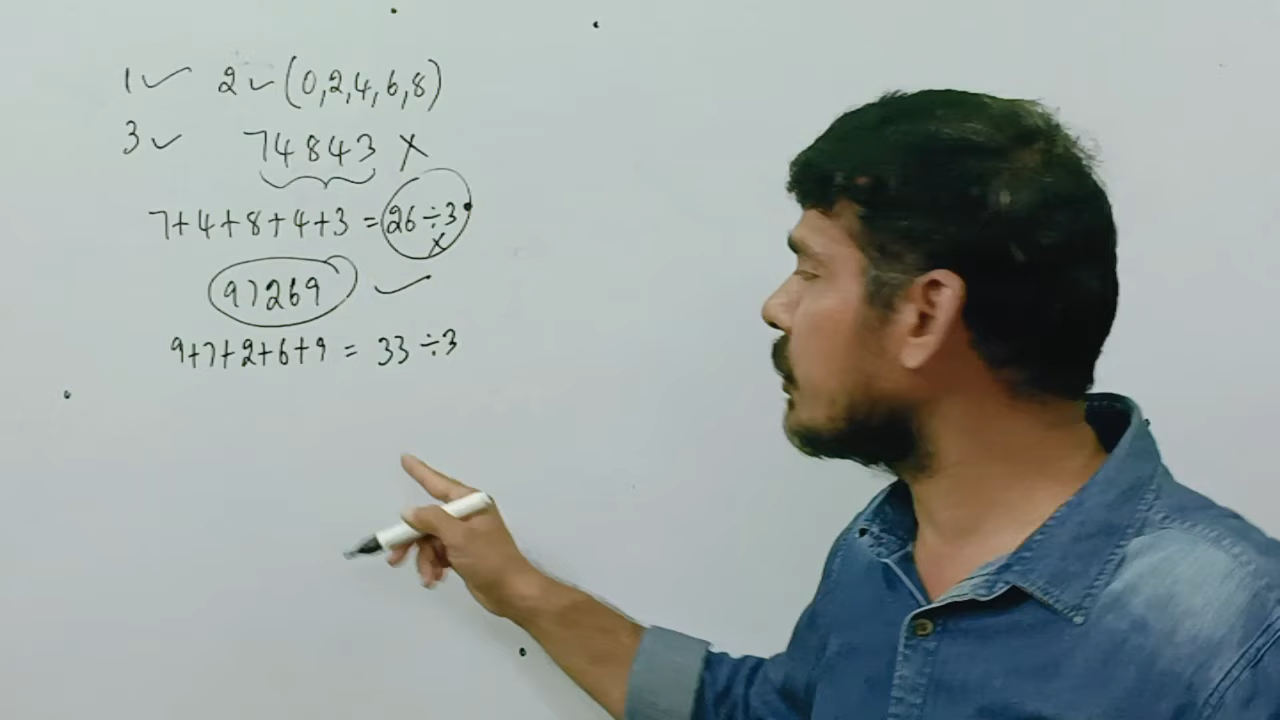 1✓ 2✓ (0,2,4,6,8)
3✓ 74843 X
7+4+8+4+3 = 26÷3 X
97269 ✓
9+7+2+6+9 = 33÷3